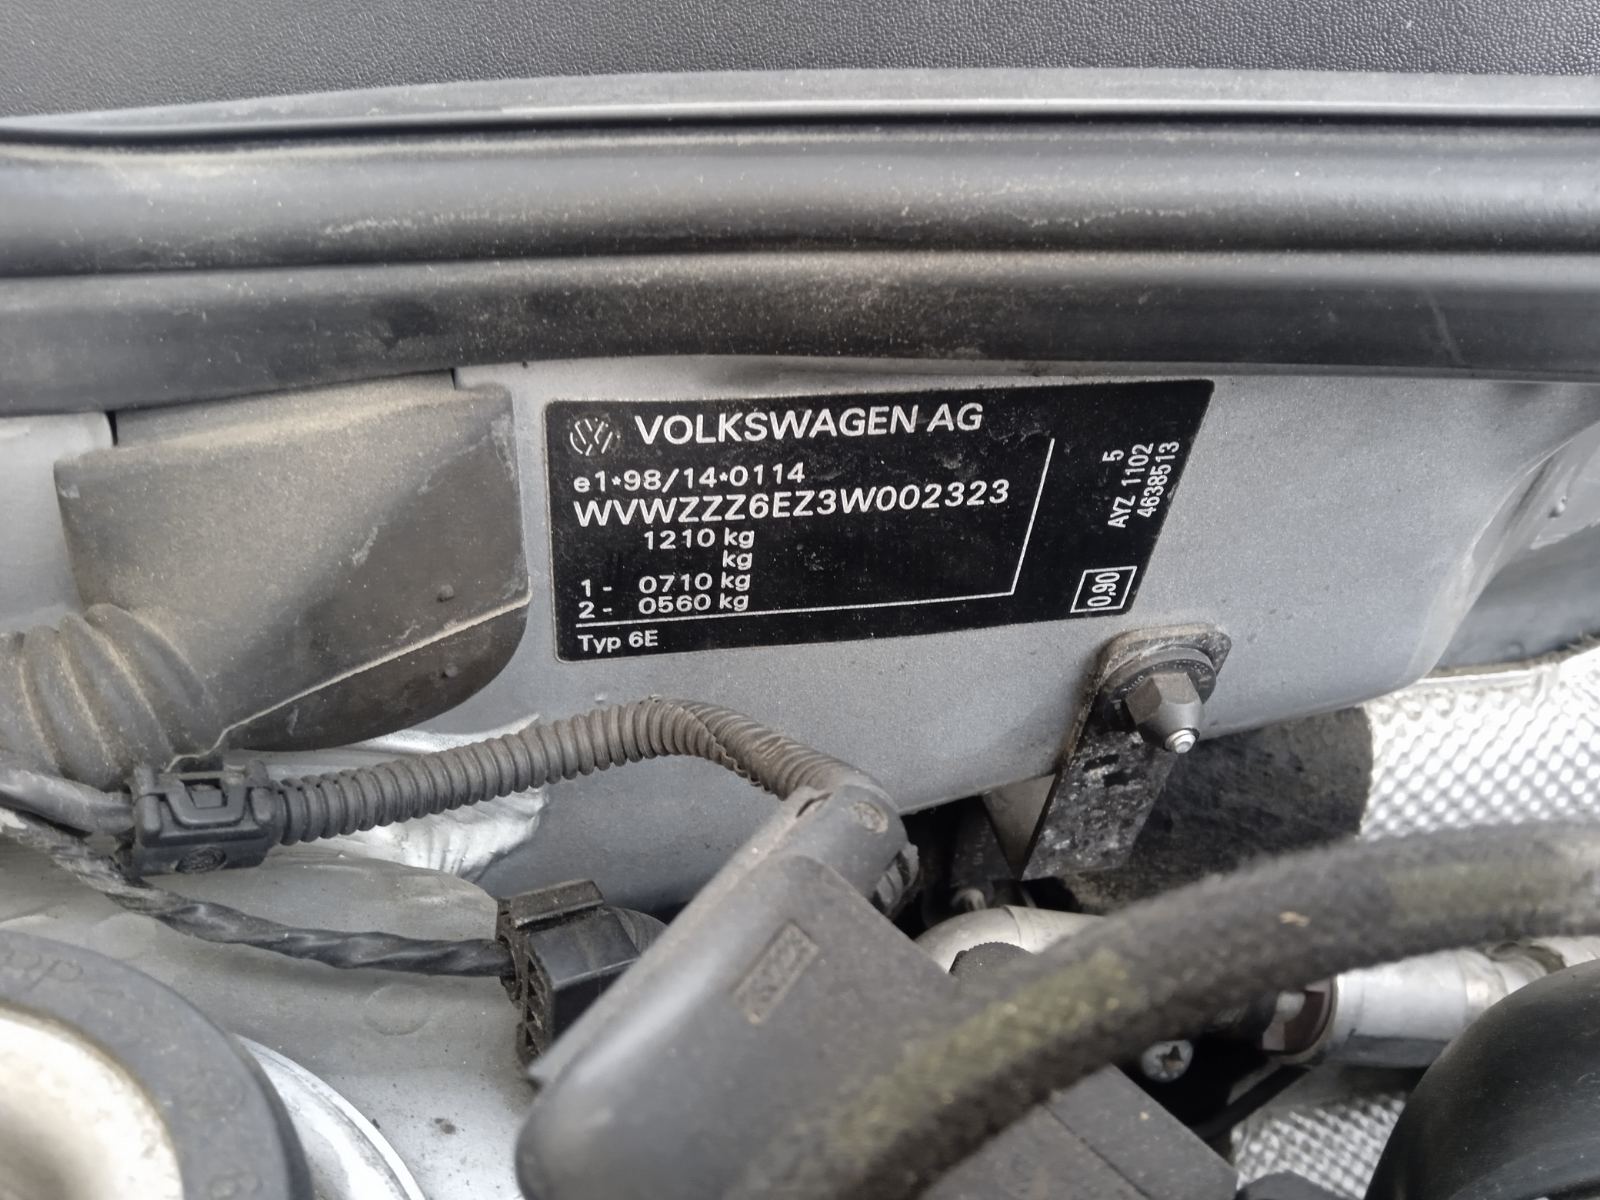 VOLKSWAGEN AG
e1*98/14*0114
WVWZZZ6EZ3W002323
1210 kg
kg
1- 0710 kg
2- 0560 kg
Typ 6E
5
AYZ 1102
4638513
0,90